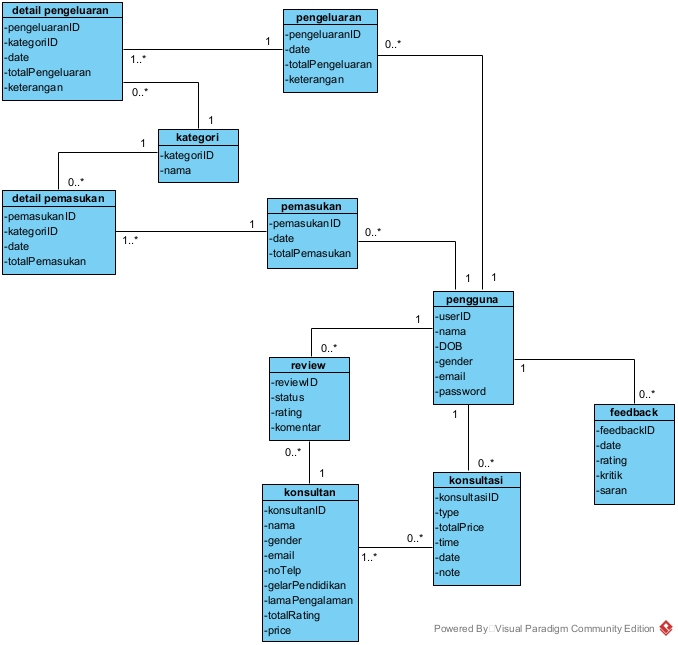 detail pengeluaran
-pengeluaranID
-kategoriID
-date
-totalPengeluaran
-keterangan
1..*
0..*
1
pengeluaran
-pengeluaranID
-date
-totalPengeluaran
-keterangan
0..*
1
kategori
-kategoriID
-nama
1
0..*
detail pemasukan
-pemasukanID
-kategoriID
-date
-totalPemasukan
1..*
1
pemasukan
-pemasukanID
-date
-totalPemasukan
0..*
1
1
pengguna
-userID
-nama
-DOB
-gender
-email
-password
1
0..*
review
-reviewID
-status
-rating
-komentar
1
0..*
feedback
-feedbackID
-date
-rating
-kritik
-saran
0..*
1
konsultan
-konsultanID
-nama
-gender
-email
-noTelp
-gelarPendidikan
-lamaPengalaman
-totalRating
-price
1..*
0..*
1
0..*
konsultasi
-konsultasiID
-type
-totalPrice
-time
-date
-note
Powered By Visual Paradigm Community Edition